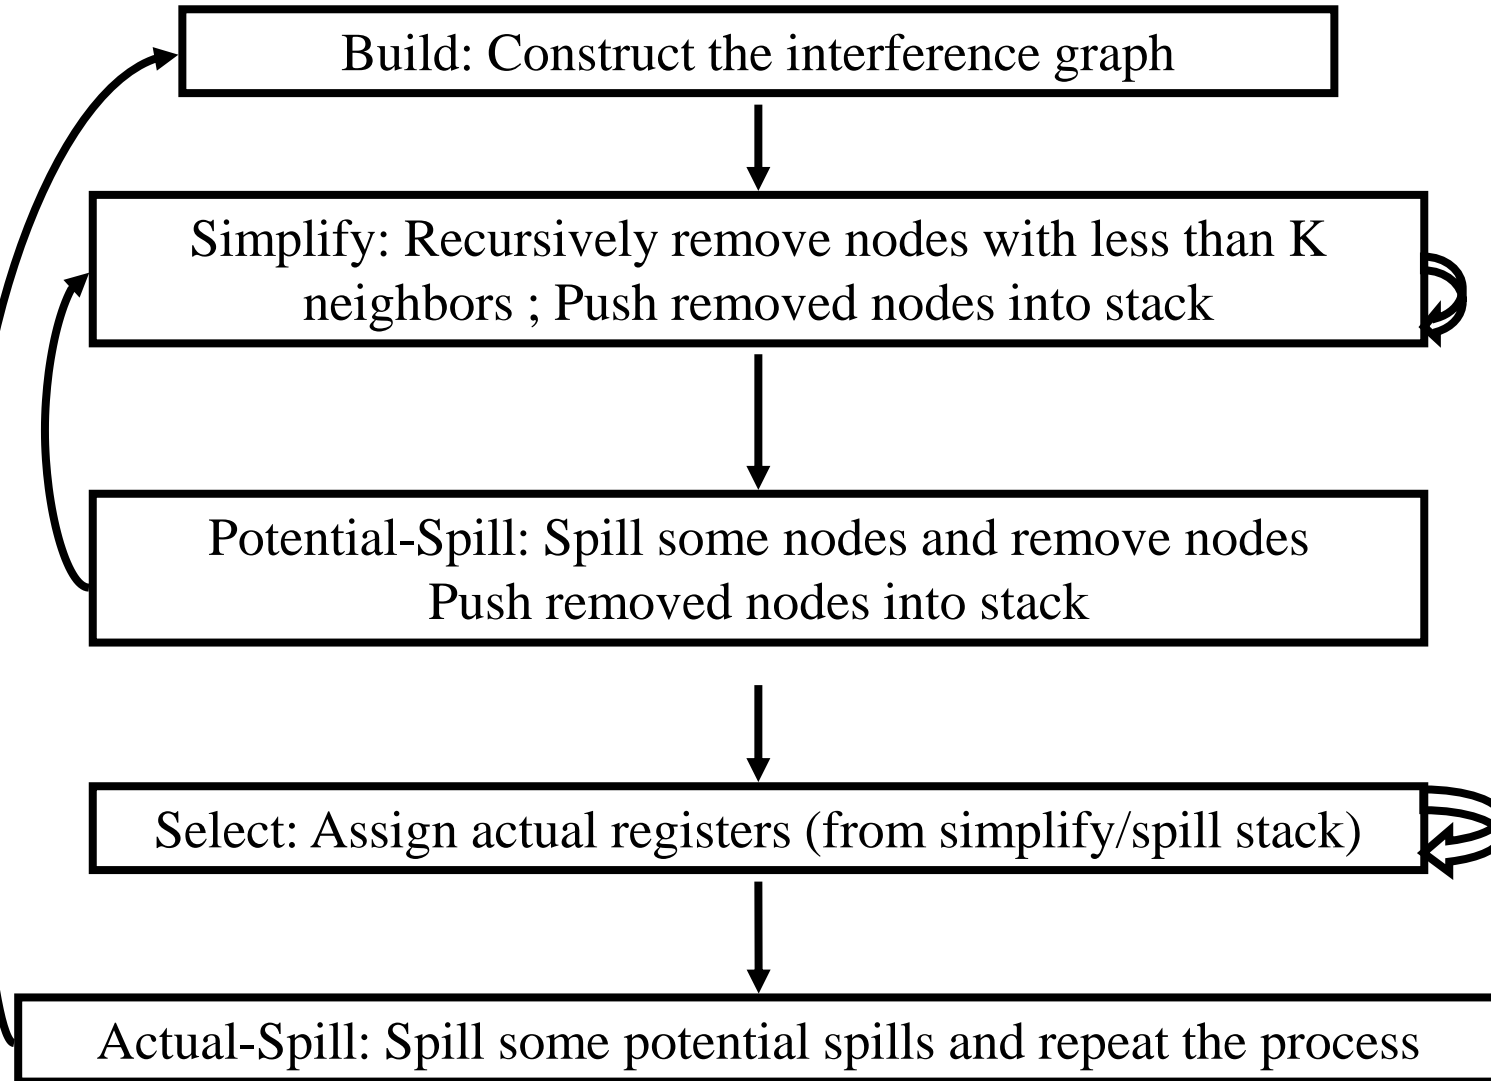 Build: Construct the interference graph
Simplify: Recursively remove nodes with less than K
neighbors ; Push removed nodes into stack
Potential-Spill: Spill some nodes and remove nodes
Push removed nodes into stack
Select: Assign actual registers (from simplify/spill stack)
Actual-Spill: Spill some potential spills and repeat the process